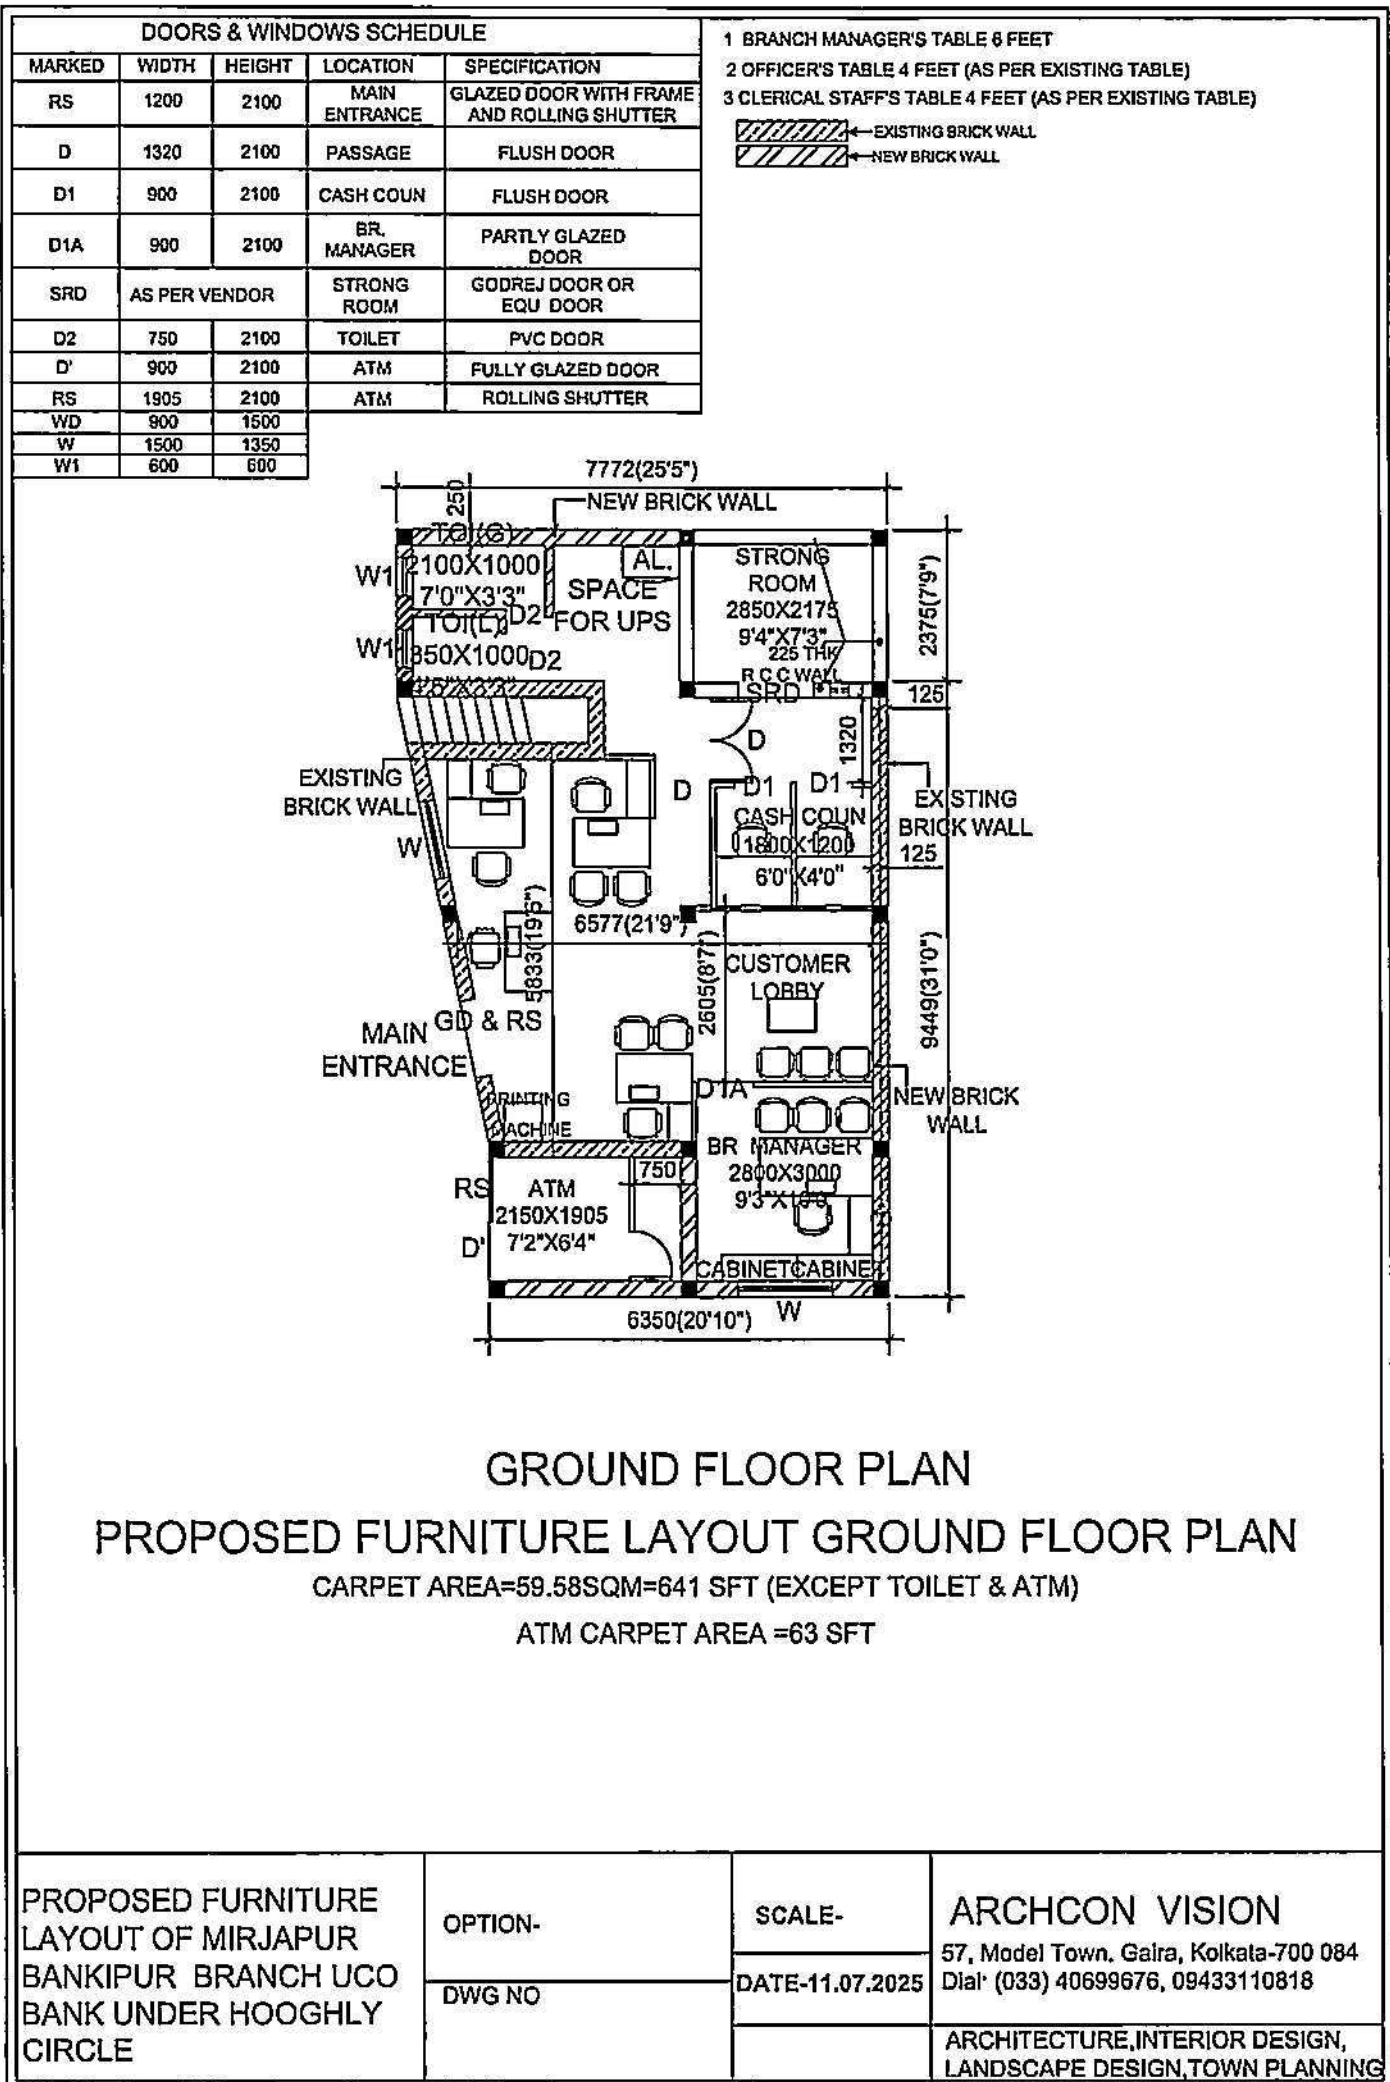 DOORS & WINDOWS SCHEDULE
MARKED WIDTH HEIGHT LOCATION SPECIFICATION
RS 1200 2100 MAIN ENTRANCE GLAZED DOOR WITH FRAME AND ROLLING SHUTTER
D 1320 2100 PASSAGE FLUSH DOOR
D1 900 2100 CASH COUN FLUSH DOOR
D1A 900 2100 BR. MANAGER PARTLY GLAZED DOOR
SRD AS PER VENDOR STRONG ROOM GODREJ DOOR OR EQU DOOR
D2 750 2100 TOILET PVC DOOR
D' 900 2100 ATM FULLY GLAZED DOOR
RS 1905 2100 ATM ROLLING SHUTTER
WD 900 1500
W 1500 1350
W1 600 600
1 BRANCH MANAGER'S TABLE 6 FEET
2 OFFICER'S TABLE 4 FEET (AS PER EXISTING TABLE)
3 CLERICAL STAFF'S TABLE 4 FEET (AS PER EXISTING TABLE)
EXISTING BRICK WALL
NEW BRICK WALL
7772(25'5")
250
NEW BRICK WALL
TOI(G)
2100X1000
7'0"X3'3"
W1
D2
TOI(L)
W1
350X1000
D2
AL.
SPACE
FOR UPS
STRONG
ROOM
2850X2175
9'4"X7'3"
225 THK
R C C WALL
SRD
2375(7'9")
125
1320
D
D
D1
D1
CASH COUN
1800X1200
6'0"X4'0"
EXISTING
BRICK WALL
W
EXISTING
BRICK WALL
125
6577(21'9")
5833(19'6")
2605(8'7")
CUSTOMER
LOBBY
9449(31'0")
GD & RS
MAIN
ENTRANCE
PRINTING
MACHINE
D1A
NEW BRICK
WALL
BR MANAGER
2800X3000
RS
ATM
2150X1905
7'2"X6'4"
D'
750
CABINET
CABINE
W
6350(20'10")
GROUND FLOOR PLAN
PROPOSED FURNITURE LAYOUT GROUND FLOOR PLAN
CARPET AREA=59.58SQM=641 SFT (EXCEPT TOILET & ATM)
ATM CARPET AREA =63 SFT
PROPOSED FURNITURE
LAYOUT OF MIRJAPUR
BANKIPUR BRANCH UCO
BANK UNDER HOOGHLY
CIRCLE
OPTION-
DWG NO
SCALE-
DATE-11.07.2025
ARCHCON VISION
57, Model Town, Gaira, Kolkata-700 084
Dial: (033) 40699676, 09433110818
ARCHITECTURE,INTERIOR DESIGN,
LANDSCAPE DESIGN,TOWN PLANNING